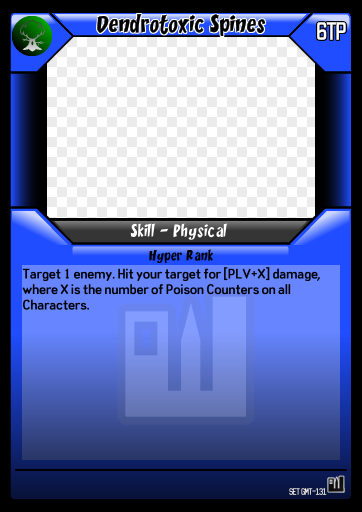 Dendrotoxic Spines
6TP
Skill - Physical
Hyper Rank
Target 1 enemy. Hit your target for [PLV+X] damage,
where X is the number of Poison Counters on all
Characters.
SET GMT-131